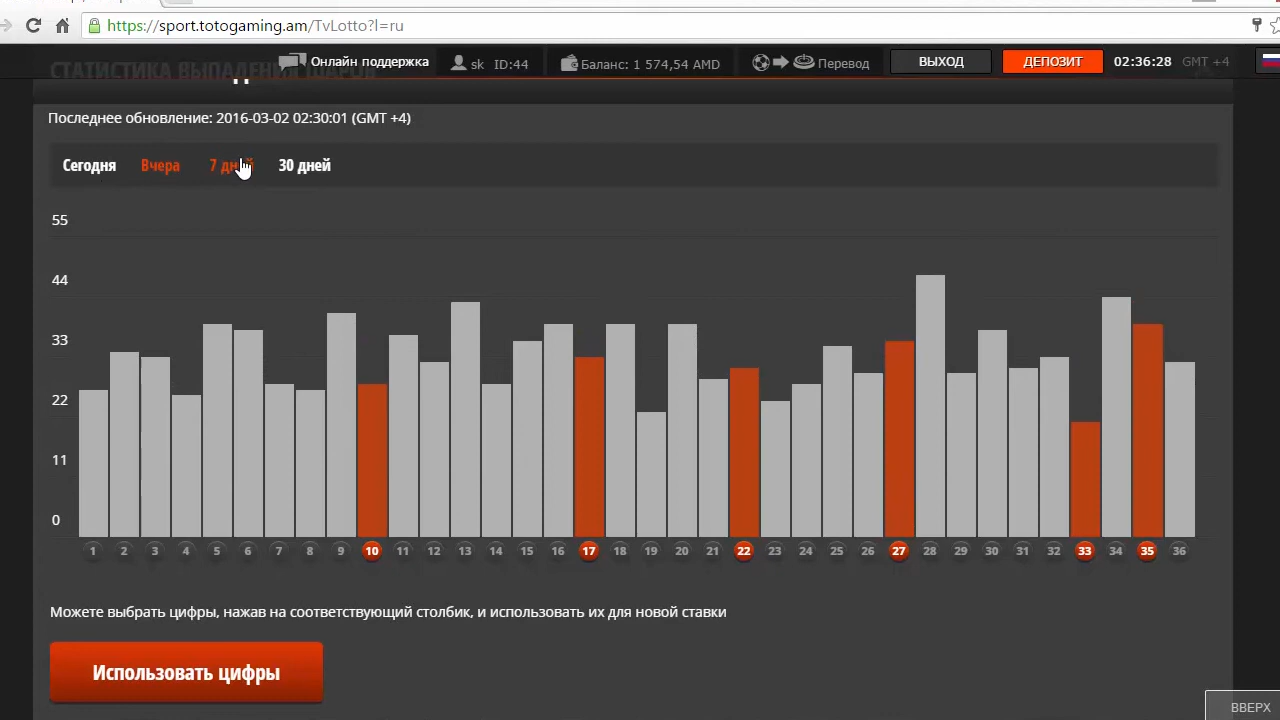 https://sport.totogaming.am/TvLotto?l=ru
Онлайн поддержка sk ID:44 Баланс: 1 574,54 AMD Перевод ВЫХОД ДЕПОЗИТ 02:36:28 GMT +4
СТАТИСТИКА ВЫПАДЕНИЯ ШАРОВ
Последнее обновление: 2016-03-02 02:30:01 (GMT +4)
Сегодня Вчера 7 дней 30 дней
55
44
33
22
11
0
1 2 3 4 5 6 7 8 9 10 11 12 13 14 15 16 17 18 19 20 21 22 23 24 25 26 27 28 29 30 31 32 33 34 35 36
Можете выбрать цифры, нажав на соответствующий столбик, и использовать их для новой ставки
Использовать цифры
ВВЕРХ